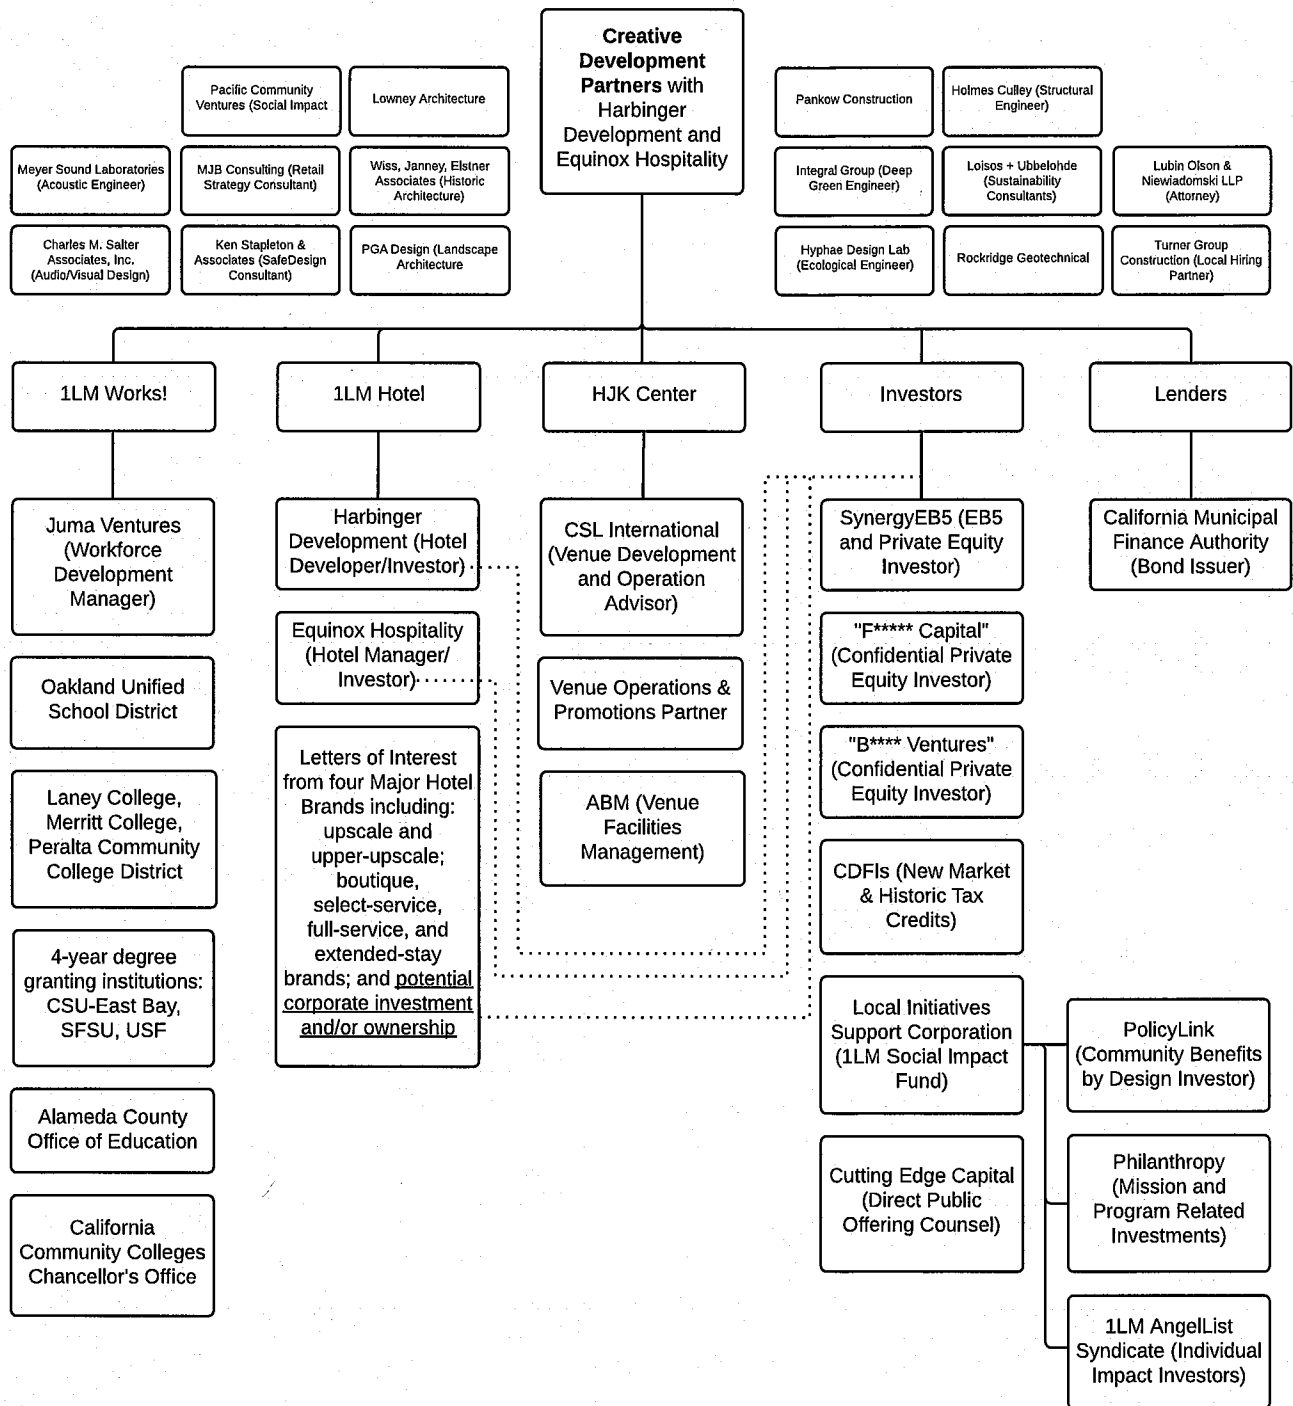 Creative
Development
Partners with
Harbinger
Development and
Equinox Hospitality
Pacific Community
Ventures (Social Impact
Lowney Architecture
Meyer Sound Laboratories
(Acoustic Engineer)
MJB Consulting (Retail
Strategy Consultant)
Wiss, Janney, Elstner
Associates (Historic
Architecture)
Charles M. Salter
Associates, Inc.
(Audio/Visual Design)
Ken Stapleton &
Associates (SafeDesign
Consultant)
PGA Design (Landscape
Architecture
Pankow Construction
Holmes Culley (Structural
Engineer)
Integral Group (Deep
Green Engineer)
Loisos + Ubbelohde
(Sustainability
Consultants)
Lubin Olson &
Niewiadomski LLP
(Attorney)
Hyphae Design Lab
(Ecological Engineer)
Rockridge Geotechnical
Turner Group
Construction (Local Hiring
Partner)
1LM Works!
1LM Hotel
HJK Center
Investors
Lenders
Juma Ventures
(Workforce
Development
Manager)
Oakland Unified
School District
Laney College,
Merritt College,
Peralta Community
College District
4-year degree
granting institutions:
CSU-East Bay,
SFSU, USF
Alameda County
Office of Education
California
Community Colleges
Chancellor's Office
Harbinger
Development (Hotel
Developer/Investor)
Equinox Hospitality
(Hotel Manager/
Investor)
Letters of Interest
from four Major Hotel
Brands including:
upscale and
upper-upscale;
boutique,
select-service,
full-service, and
extended-stay
brands; and potential
corporate investment
and/or ownership
CSL International
(Venue Development
and Operation
Advisor)
Venue Operations &
Promotions Partner
ABM (Venue
Facilities
Management)
SynergyEB5 (EB5
and Private Equity
Investor)
"F***** Capital"
(Confidential Private
Equity Investor)
"B**** Ventures"
(Confidential Private
Equity Investor)
CDFIs (New Market
& Historic Tax
Credits)
Local Initiatives
Support Corporation
(1LM Social Impact
Fund)
Cutting Edge Capital
(Direct Public
Offering Counsel)
California Municipal
Finance Authority
(Bond Issuer)
PolicyLink
(Community Benefits
by Design Investor)
Philanthropy
(Mission and
Program Related
Investments)
1LM AngelList
Syndicate (Individual
Impact Investors)